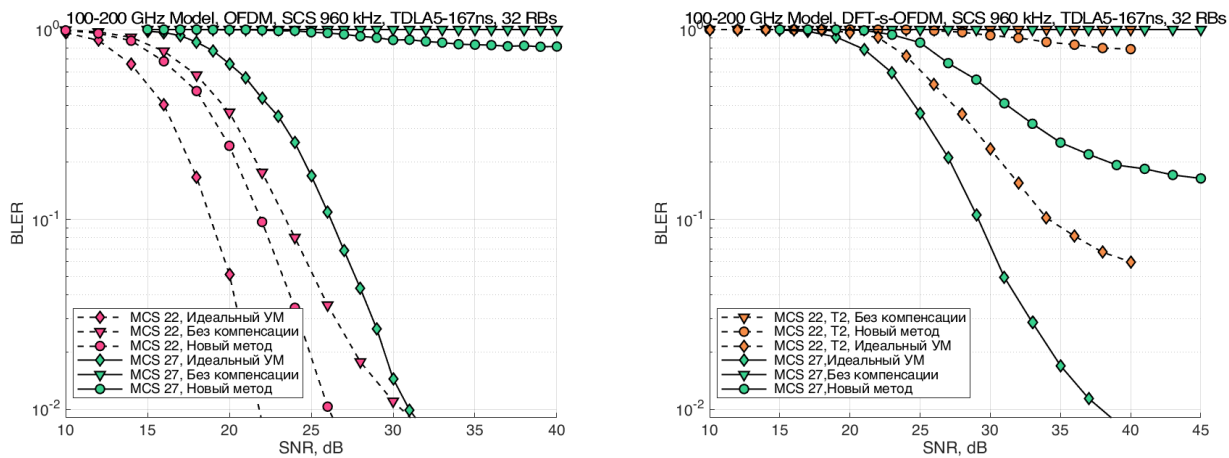 100-200 GHz Model, OFDM, SCS 960 kHz, TDLA5-167ns, 32 RBs
10^0
10^-1
10^-2
BLER
MCS 22, Идеальный УМ
MCS 22, Без компенсации
MCS 22, Новый метод
MCS 27, Идеальный УМ
MCS 27, Без компенсации
MCS 27, Новый метод
10 15 20 25 30 35 40
SNR, dB
100-200 GHz Model, DFT-s-OFDM, SCS 960 kHz, TDLA5-167ns, 32 RBs
10^0
10^-1
10^-2
BLER
MCS 22, T2, Без компенсации
MCS 22, T2, Новый метод
MCS 22, T2, Идеальный УМ
MCS 27,Идеальный УМ
MCS 27,Без компенсации
MCS 27,Новый метод
10 15 20 25 30 35 40 45
SNR, dB